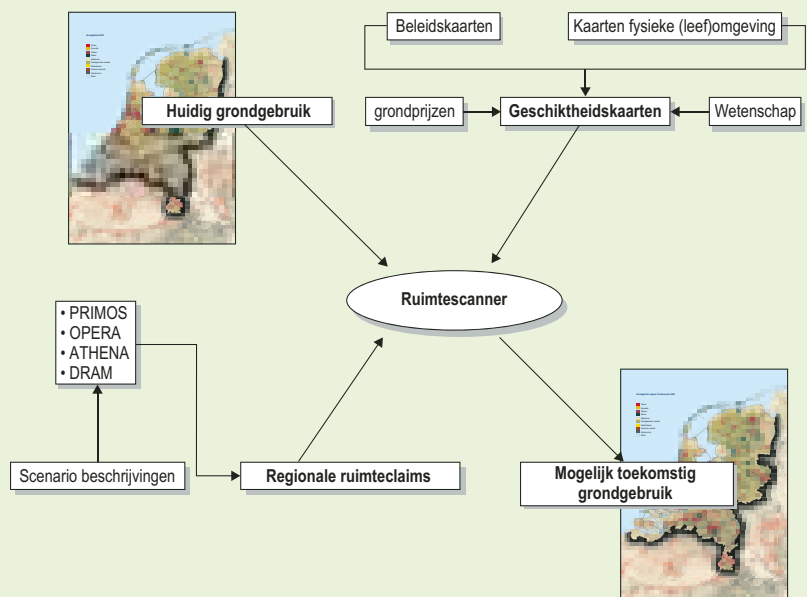 Beleidskaarten
Kaarten fysieke (leef)omgeving
Huidig grondgebruik
grondprijzen
Geschiktheidskaarten
Wetenschap
Ruimtescanner
• PRIMOS
• OPERA
• ATHENA
• DRAM
Scenario beschrijvingen
Regionale ruimteclaims
Mogelijk toekomstig
grondgebruik